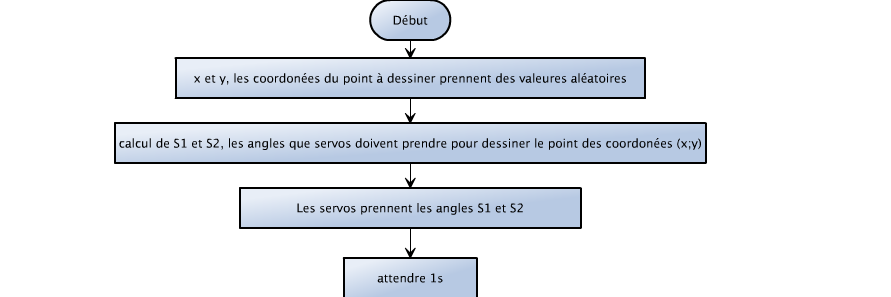 Début
x et y, les coordonées du point à dessiner prennent des valeures aléatoires
calcul de S1 et S2, les angles que servos doivent prendre pour dessiner le point des coordonées (x;y)
Les servos prennent les angles S1 et S2
attendre 1s